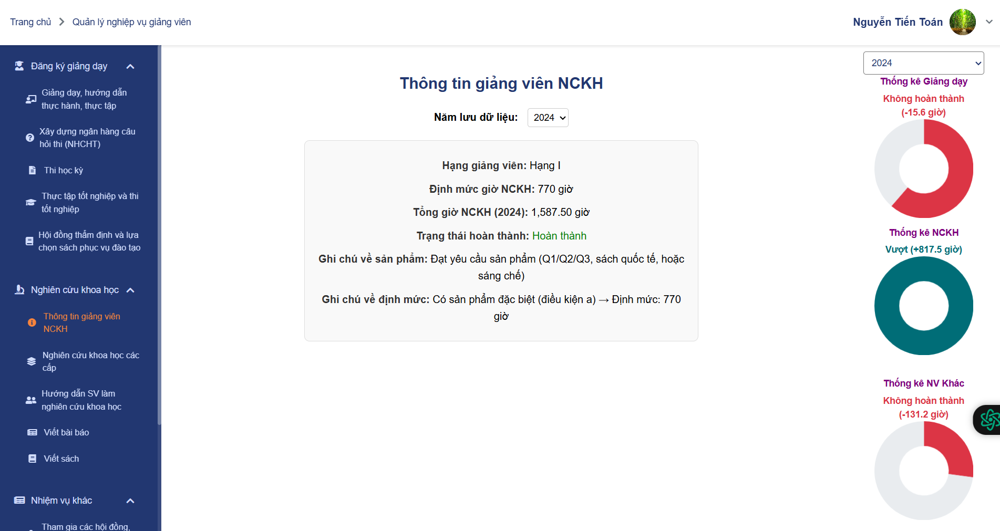 Trang chủ
Quản lý nghiệp vụ giảng viên
Nguyễn Tiến Toán
Đăng ký giảng dạy
Giảng dạy, hướng dẫn
thực hành, thực tập
Xây dựng ngân hàng câu
hỏi thi (NHCHT)
Thi học kỳ
Thực tập tốt nghiệp và thi
tốt nghiệp
Hội đồng thẩm định và lựa
chọn sách phục vụ đào tạo
Nghiên cứu khoa học
Thông tin giảng viên
NCKH
Nghiên cứu khoa học các
cấp
Hướng dẫn SV làm
nghiên cứu khoa học
Viết bài báo
Viết sách
Nhiệm vụ khác
Tham gia các hội đồng,
Thông tin giảng viên NCKH
Năm lưu dữ liệu: 2024
Hạng giảng viên: Hạng I
Định mức giờ NCKH: 770 giờ
Tổng giờ NCKH (2024): 1,587.50 giờ
Trạng thái hoàn thành: Hoàn thành
Ghi chú về sản phẩm: Đạt yêu cầu sản phẩm (Q1/Q2/Q3, sách quốc tế, hoặc
sáng chế)
Ghi chú về định mức: Có sản phẩm đặc biệt (điều kiện a) → Định mức: 770
giờ
2024
Thống kê Giảng dạy
Không hoàn thành
(-15.6 giờ)
Thống kê NCKH
Vượt (+817.5 giờ)
Thống kê NV Khác
Không hoàn thành
(-131.2 giờ)